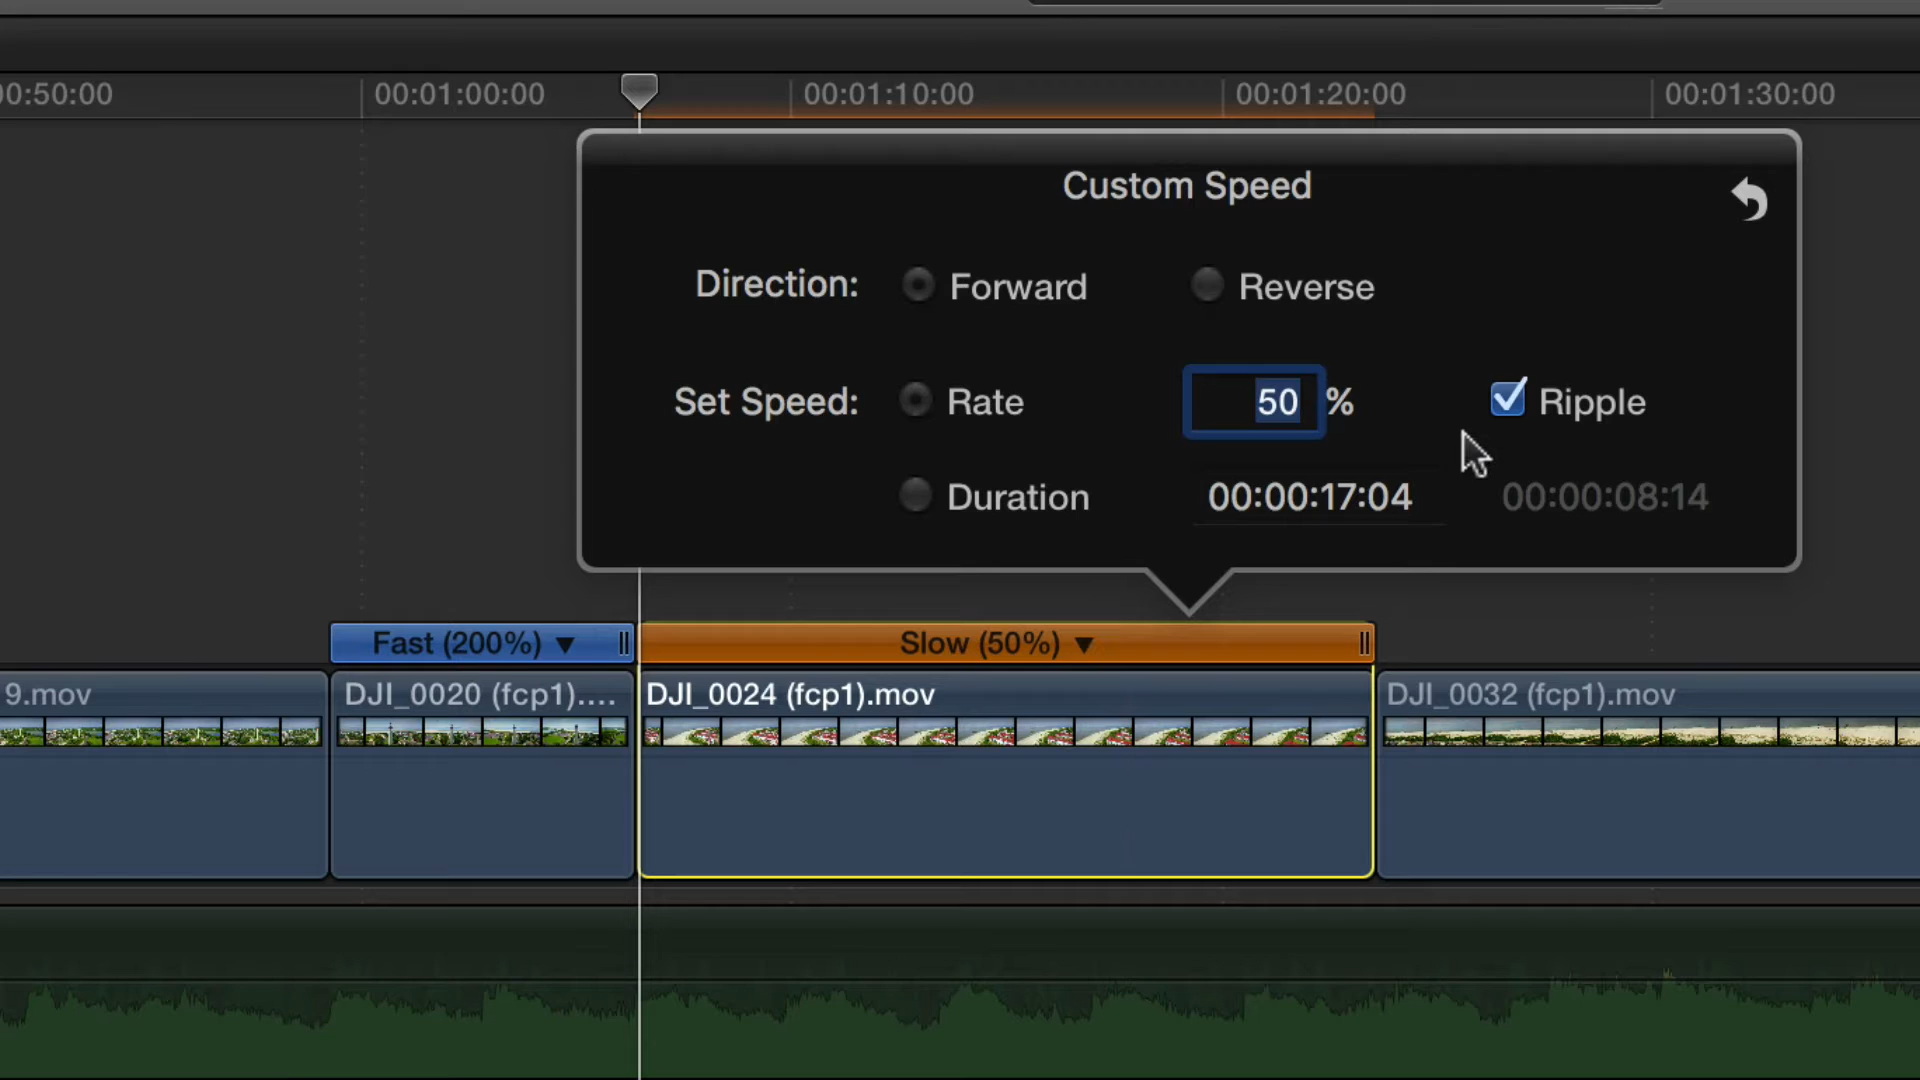 0:50:00
00:01:00:00
00:01:10:00
00:01:20:00
00:01:30:00
Custom Speed
Direction: Forward Reverse
Set Speed: Rate 50 % Ripple
Duration 00:00:17:04 00:00:08:14
Fast (200%) Slow (50%)
9.mov DJI_0020 (fcp1).... DJI_0024 (fcp1).mov DJI_0032 (fcp1).mov